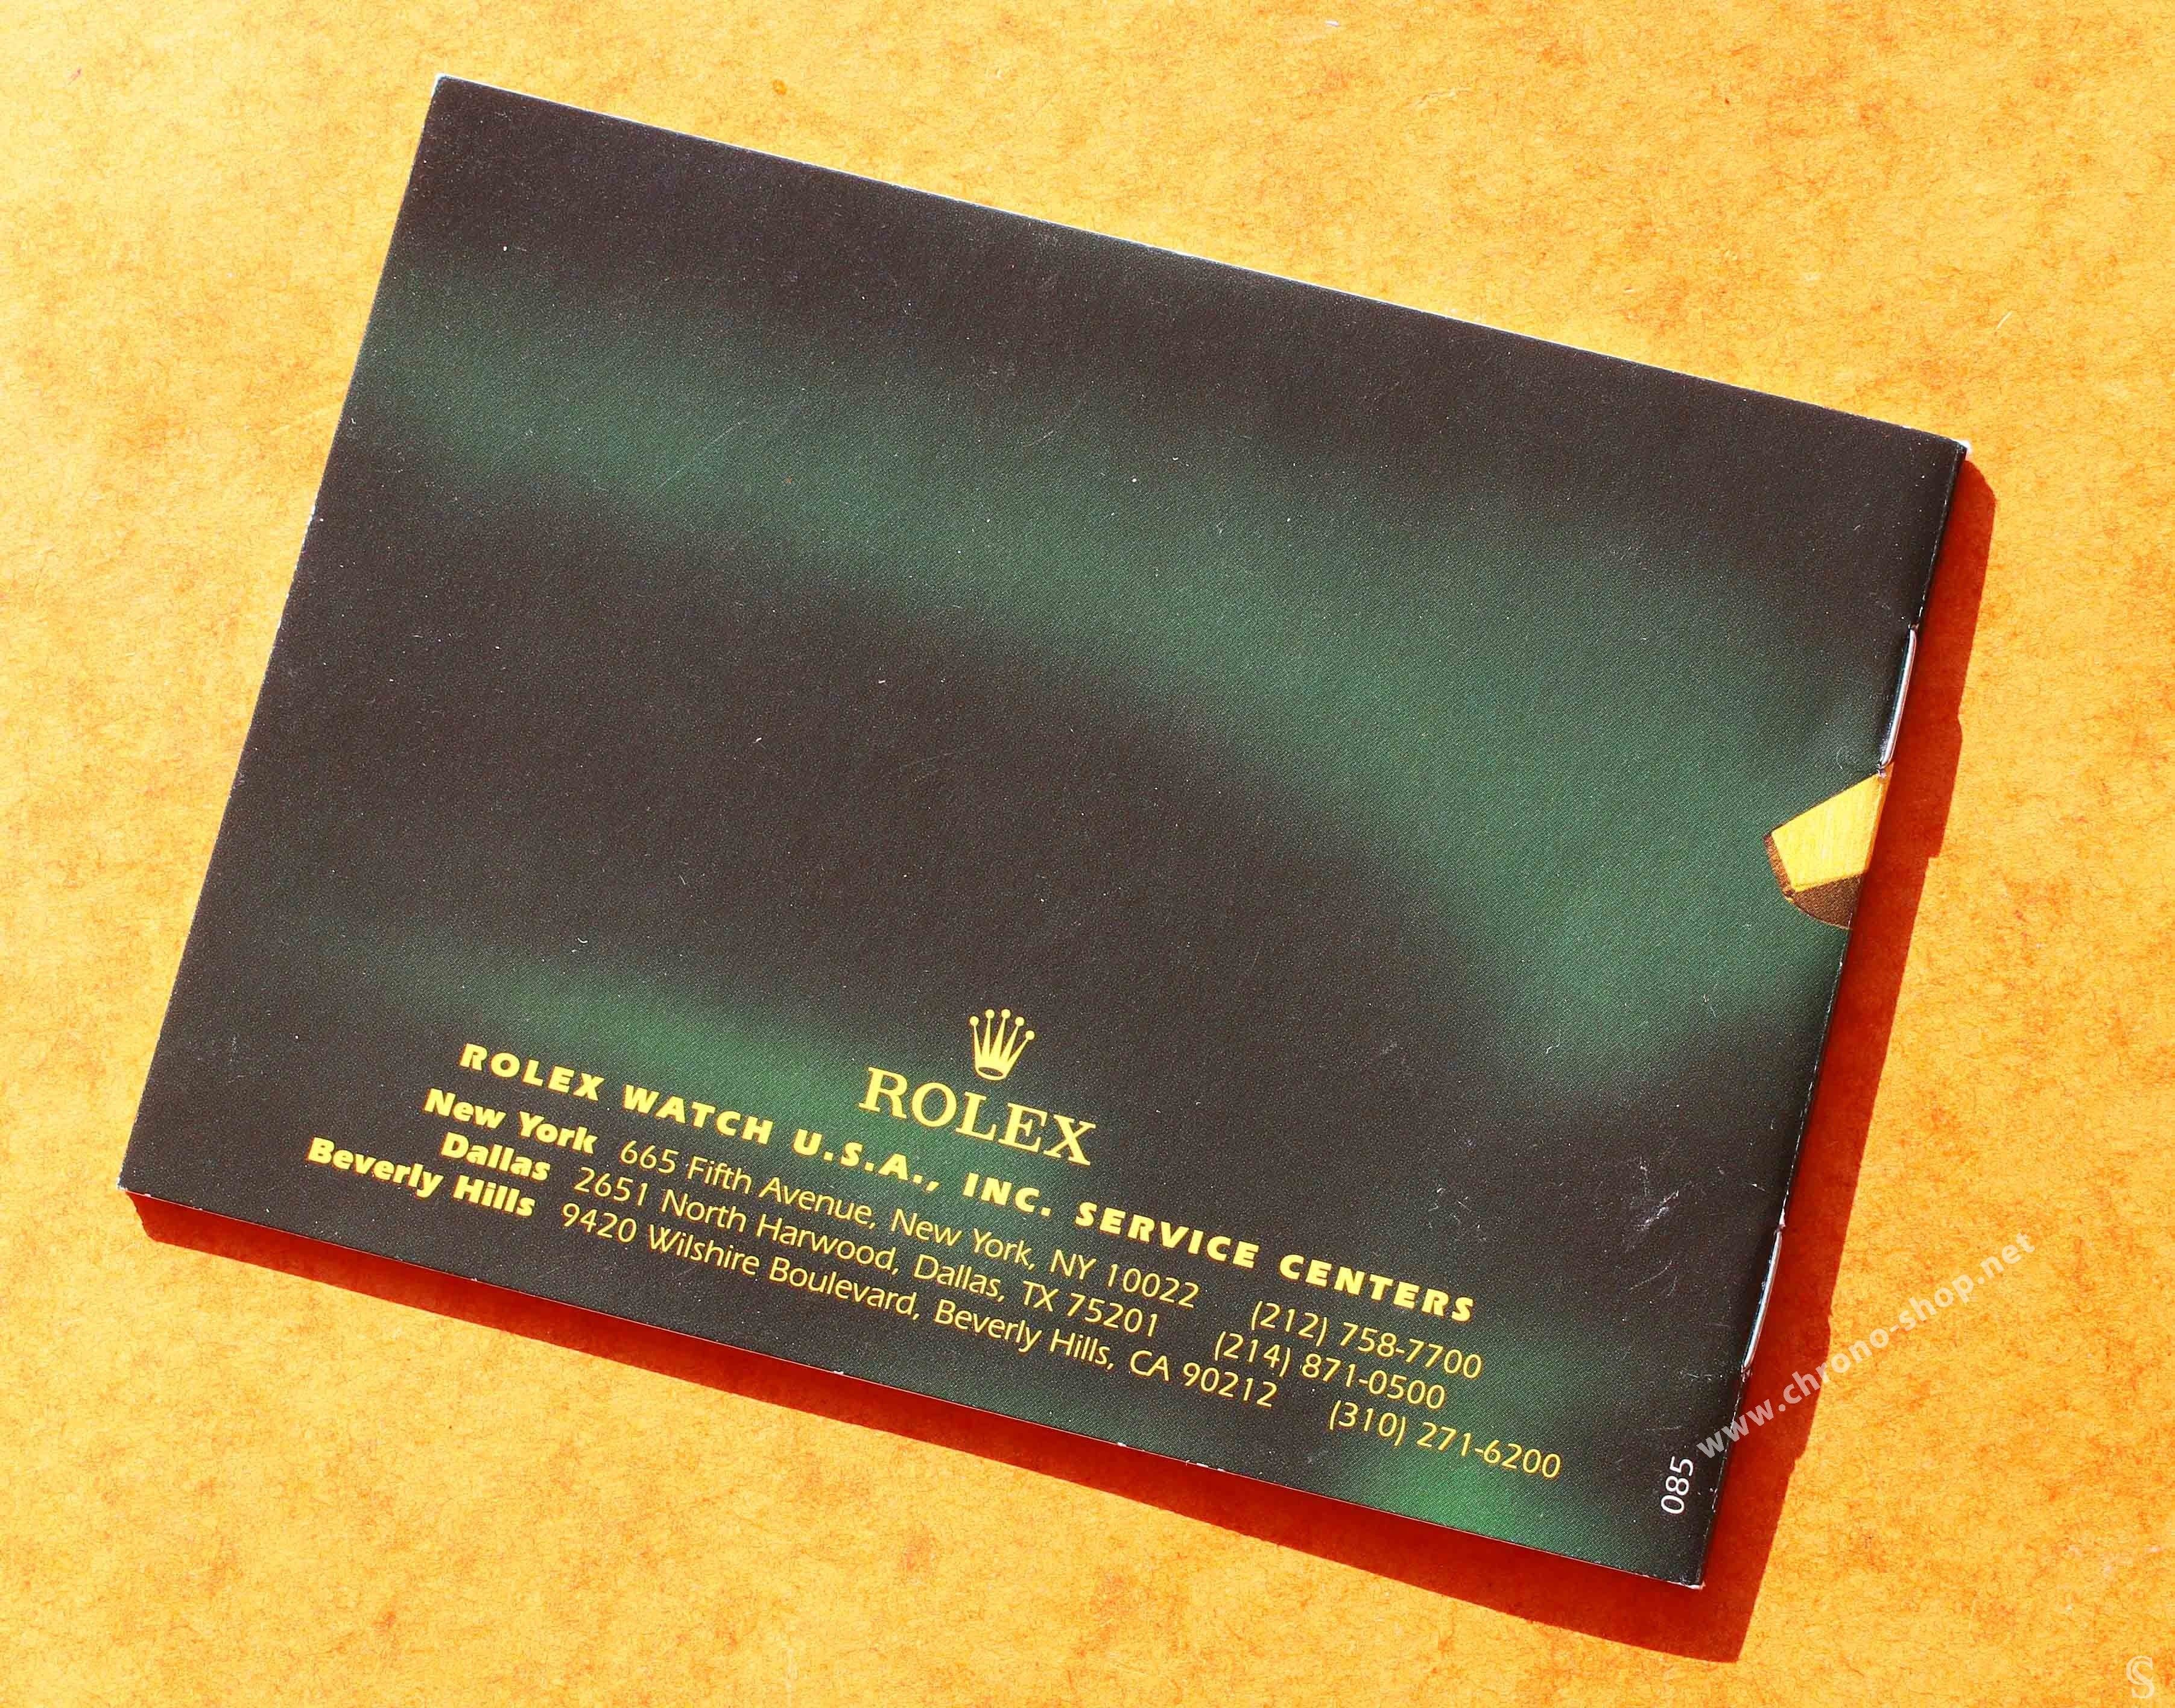 ROLEX
ROLEX WATCH U.S.A., INC. SERVICE CENTERS
New York 665 Fifth Avenue, New York, NY 10022 (212) 758-7700
Dallas 2651 North Harwood, Dallas, TX 75201 (214) 871-0500
Beverly Hills 9420 Wilshire Boulevard, Beverly Hills, CA 90212 (310) 271-6200
085
www.chrono-shop.net
S